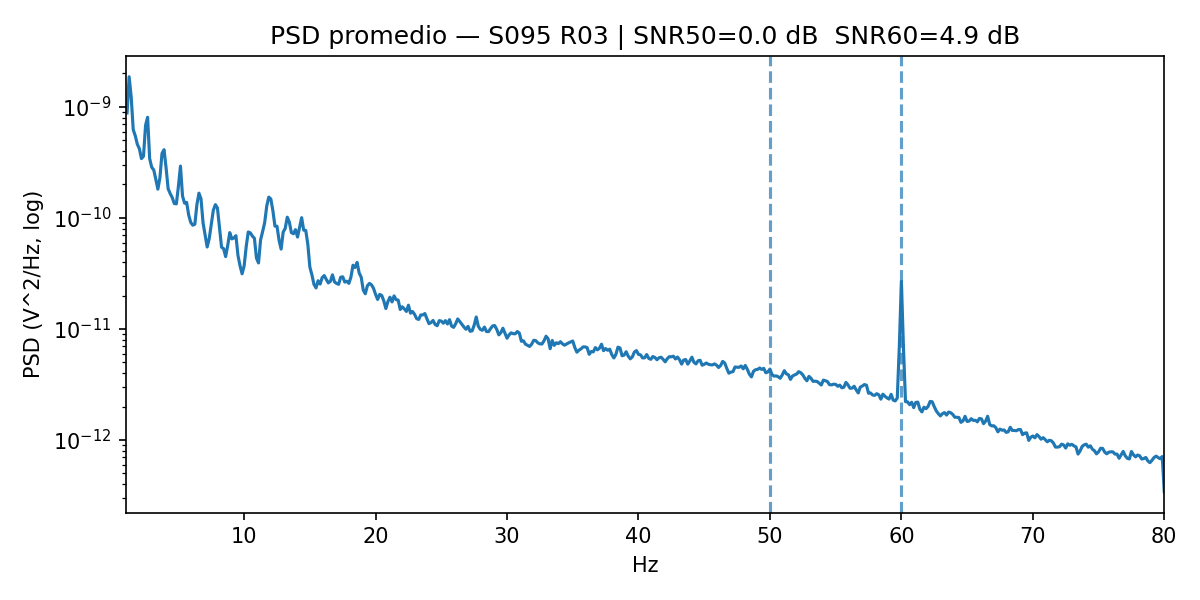 PSD promedio — S095 R03 | SNR50=0.0 dB  SNR60=4.9 dB
PSD (V^2/Hz, log)
10⁻⁹
10⁻¹⁰
10⁻¹¹
10⁻¹²
10 20 30 40 50 60 70 80
Hz